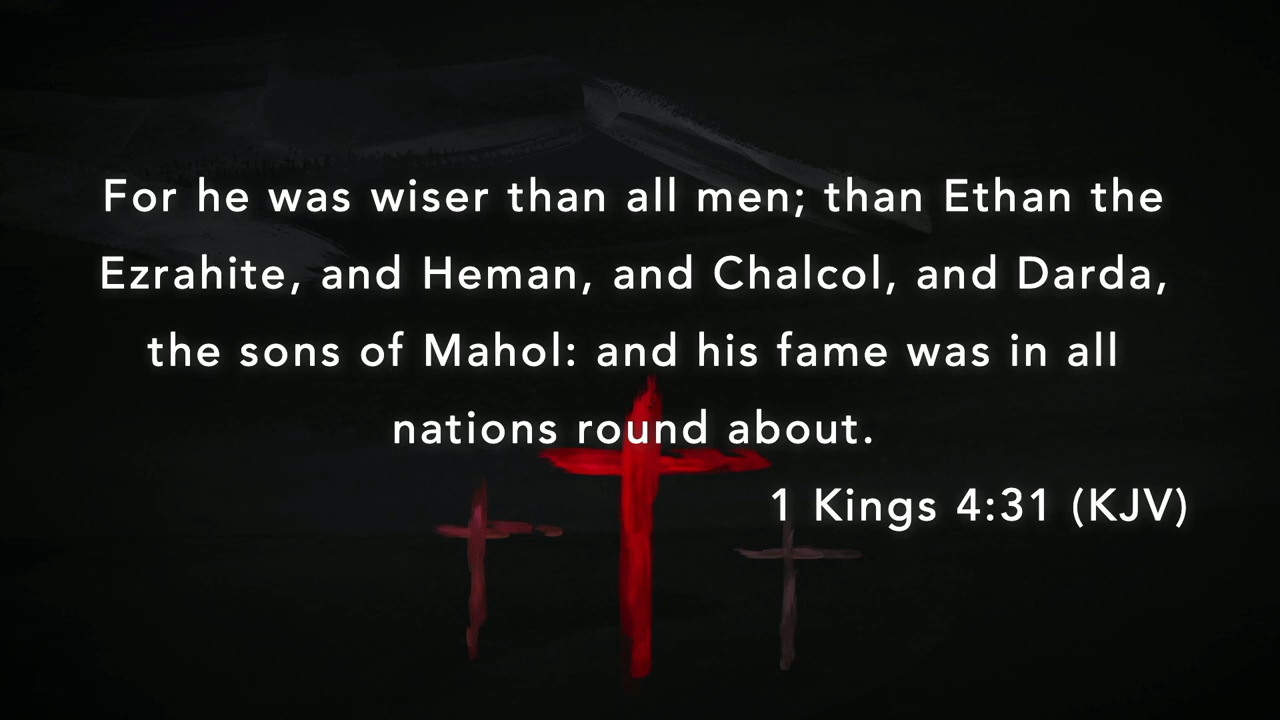 For he was wiser than all men; than Ethan the
Ezrahite, and Heman, and Chalcol, and Darda,
the sons of Mahol: and his fame was in all
nations round about.
1 Kings 4:31 (KJV)